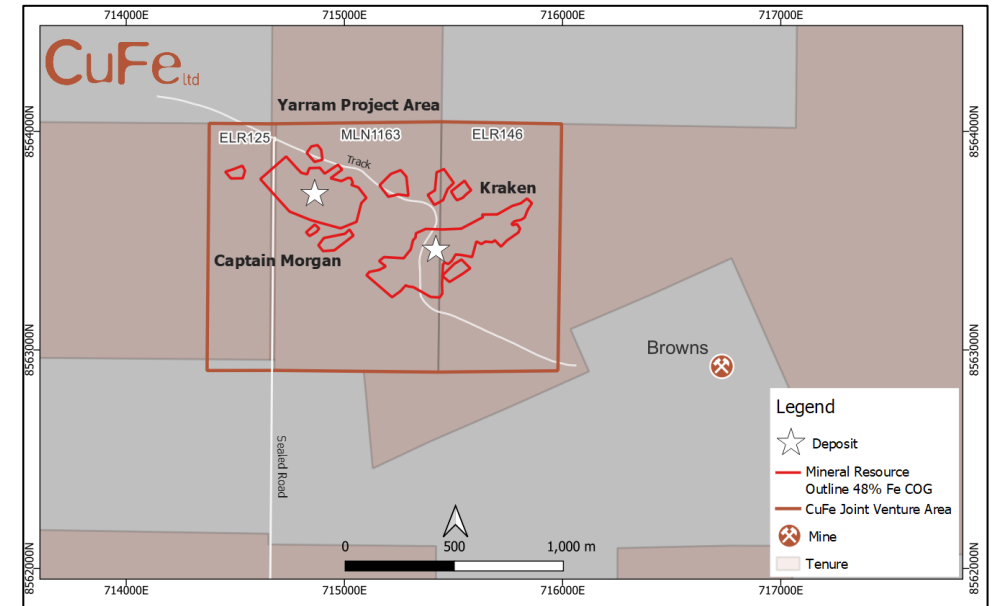 714000E 715000E 716000E 717000E
CuFe ltd
Yarram Project Area
8564000N 8564000N
ELR125 MLN1163 ELR146
Track
Kraken
Captain Morgan
8563000N 8563000N
Browns
Sealed Road
Legend
Deposit
Mineral Resource
Outline 48% Fe COG
CuFe Joint Venture Area
Mine
Tenure
0 500 1,000 m
8562000N 8562000N
714000E 715000E 716000E 717000E